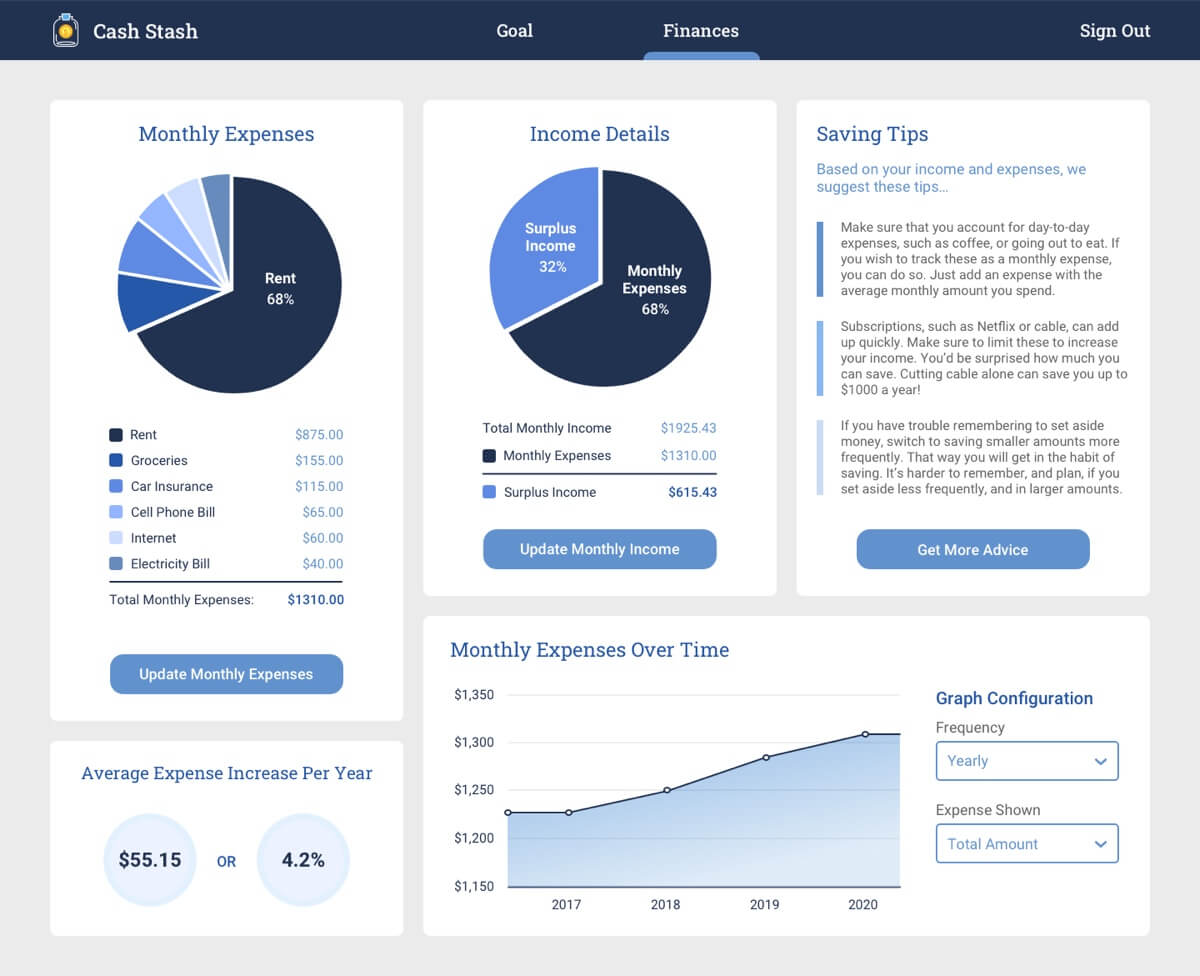 Cash Stash
Goal
Finances
Sign Out
Monthly Expenses
Rent
68%
Rent $875.00
Groceries $155.00
Car Insurance $115.00
Cell Phone Bill $65.00
Internet $60.00
Electricity Bill $40.00
Total Monthly Expenses: $1310.00
Update Monthly Expenses
Income Details
Surplus
Income
32%
Monthly
Expenses
68%
Total Monthly Income $1925.43
Monthly Expenses $1310.00
Surplus Income $615.43
Update Monthly Income
Saving Tips
Based on your income and expenses, we
suggest these tips...
Make sure that you account for day-to-day
expenses, such as coffee, or going out to eat. If
you wish to track these as a monthly expense,
you can do so. Just add an expense with the
average monthly amount you spend.
Subscriptions, such as Netflix or cable, can add
up quickly. Make sure to limit these to increase
your income. You'd be surprised how much you
can save. Cutting cable alone can save you up to
$1000 a year!
If you have trouble remembering to set aside
money, switch to saving smaller amounts more
frequently. That way you will get in the habit of
saving. It's harder to remember, and plan, if you
set aside less frequently, and in larger amounts.
Get More Advice
Average Expense Increase Per Year
$55.15 OR 4.2%
Monthly Expenses Over Time
$1,350
$1,300
$1,250
$1,200
$1,150
2017 2018 2019 2020
Graph Configuration
Frequency
Yearly
Expense Shown
Total Amount